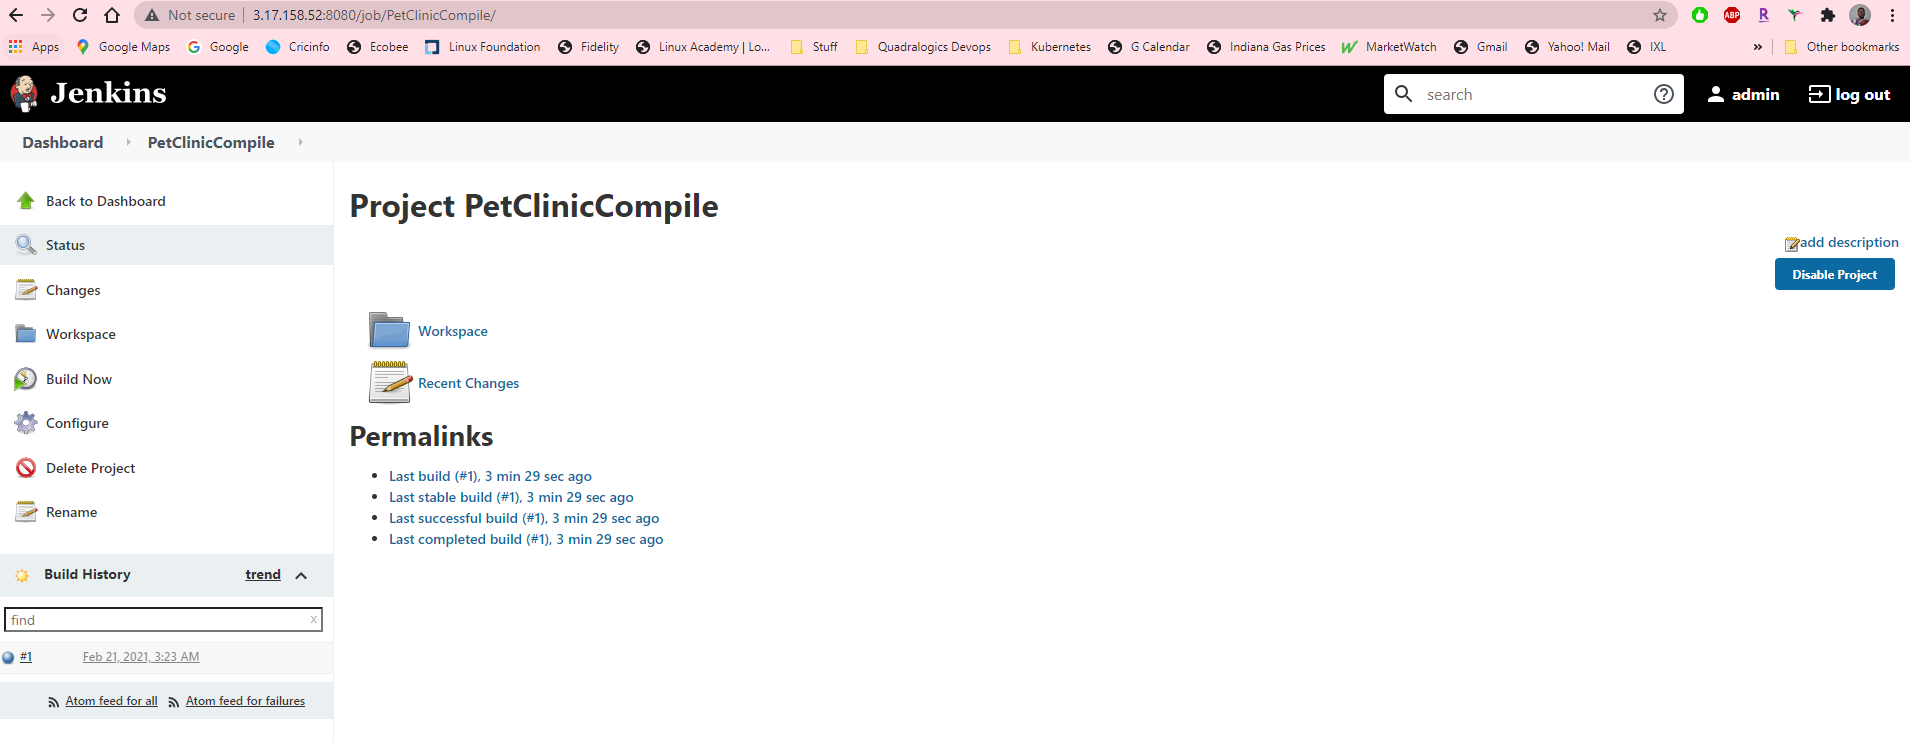 Not secure 3.17.158.52:8080/job/PetClinicCompile/
ABP R
Apps Google Maps Google Cricinfo Ecobee Linux Foundation Fidelity Linux Academy | Lo... Stuff Quadralogics Devops Kubernetes G Calendar Indiana Gas Prices MarketWatch Gmail Yahoo! Mail IXL » Other bookmarks
Jenkins search admin log out
Dashboard PetClinicCompile
Back to Dashboard
Status
Changes
Workspace
Build Now
Configure
Delete Project
Rename
Build History trend
find x
#1 Feb 21, 2021, 3:23 AM
Atom feed for all Atom feed for failures
Project PetClinicCompile
add description
Disable Project
Workspace
Recent Changes
Permalinks
Last build (#1), 3 min 29 sec ago
Last stable build (#1), 3 min 29 sec ago
Last successful build (#1), 3 min 29 sec ago
Last completed build (#1), 3 min 29 sec ago